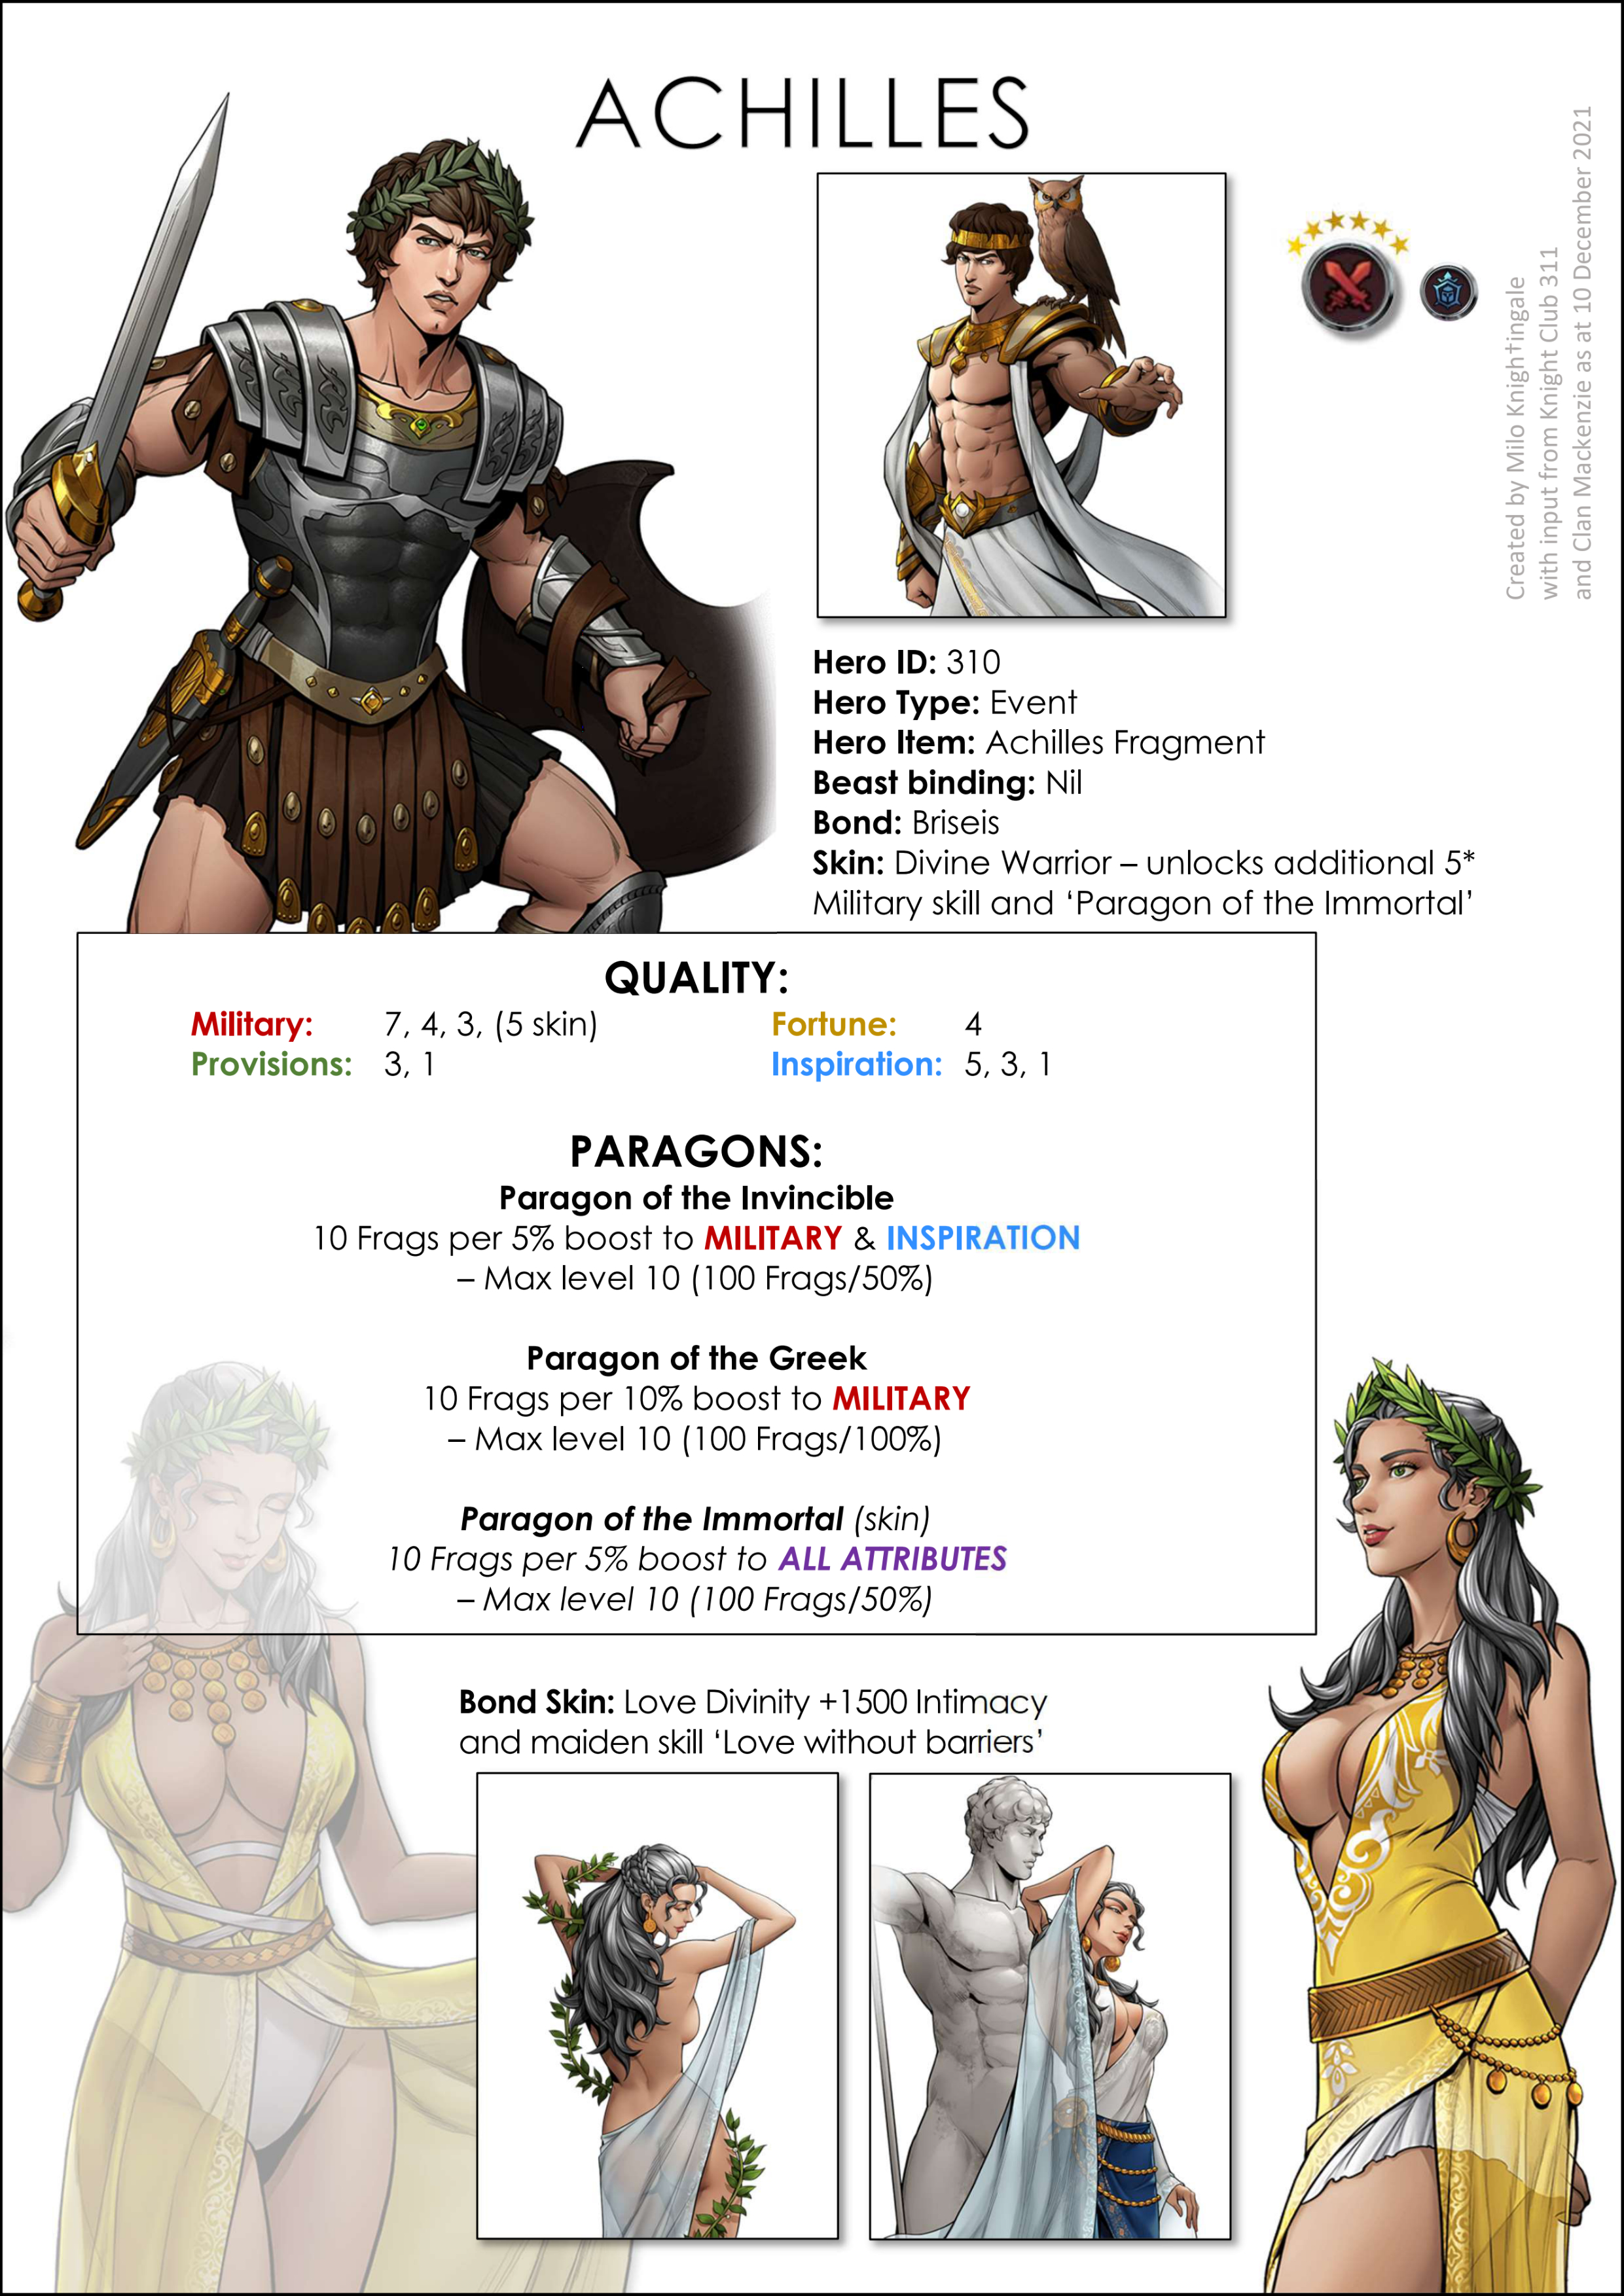 ACHILLES
Created by Milo Knigh†ingale
with input from Knight Club 311
and Clan Mackenzie as at 10 December 2021
Hero ID: 310
Hero Type: Event
Hero Item: Achilles Fragment
Beast binding: Nil
Bond: Briseis
Skin: Divine Warrior – unlocks additional 5*
Military skill and ‘Paragon of the Immortal’
QUALITY:
Military: 7, 4, 3, (5 skin) Fortune: 4
Provisions: 3, 1 Inspiration: 5, 3, 1
PARAGONS:
Paragon of the Invincible
10 Frags per 5% boost to MILITARY & INSPIRATION
– Max level 10 (100 Frags/50%)
Paragon of the Greek
10 Frags per 10% boost to MILITARY
– Max level 10 (100 Frags/100%)
Paragon of the Immortal (skin)
10 Frags per 5% boost to ALL ATTRIBUTES
– Max level 10 (100 Frags/50%)
Bond Skin: Love Divinity +1500 Intimacy
and maiden skill ‘Love without barriers’